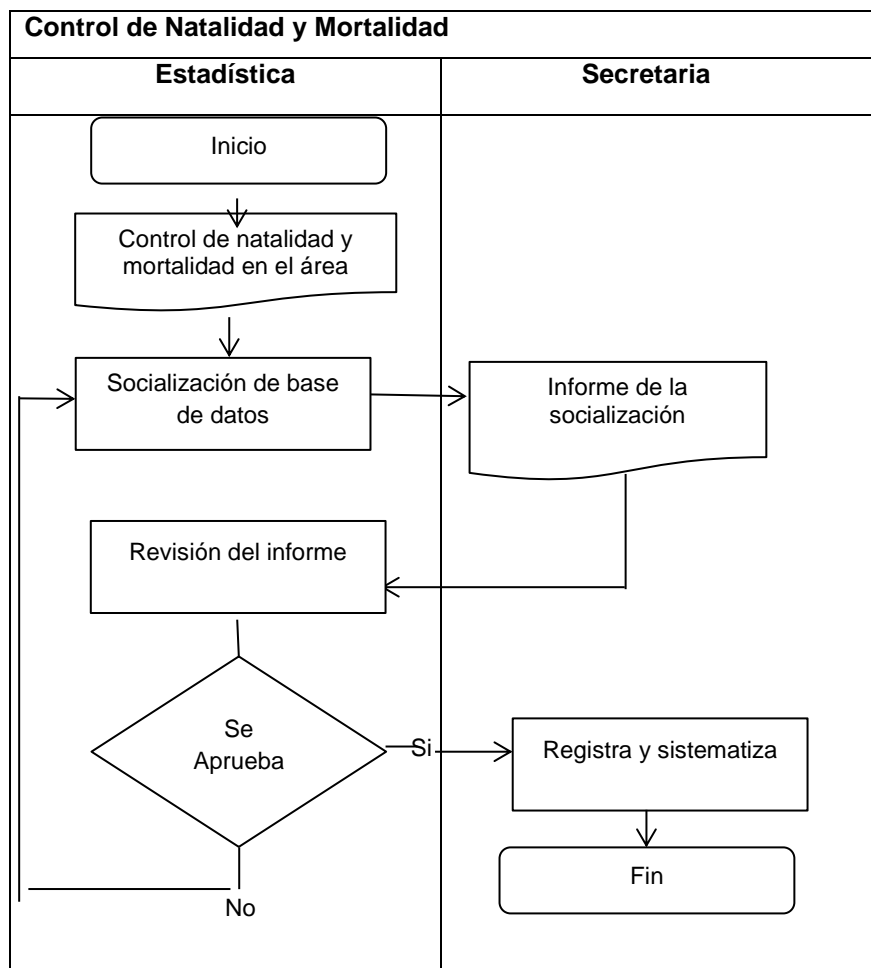 Control de Natalidad y Mortalidad
Estadística
Secretaria
Inicio
Control de natalidad y
mortalidad en el área
Socialización de base
de datos
Informe de la
socialización
Revisión del informe
Se
Aprueba
Si
Registra y sistematiza
No
Fin